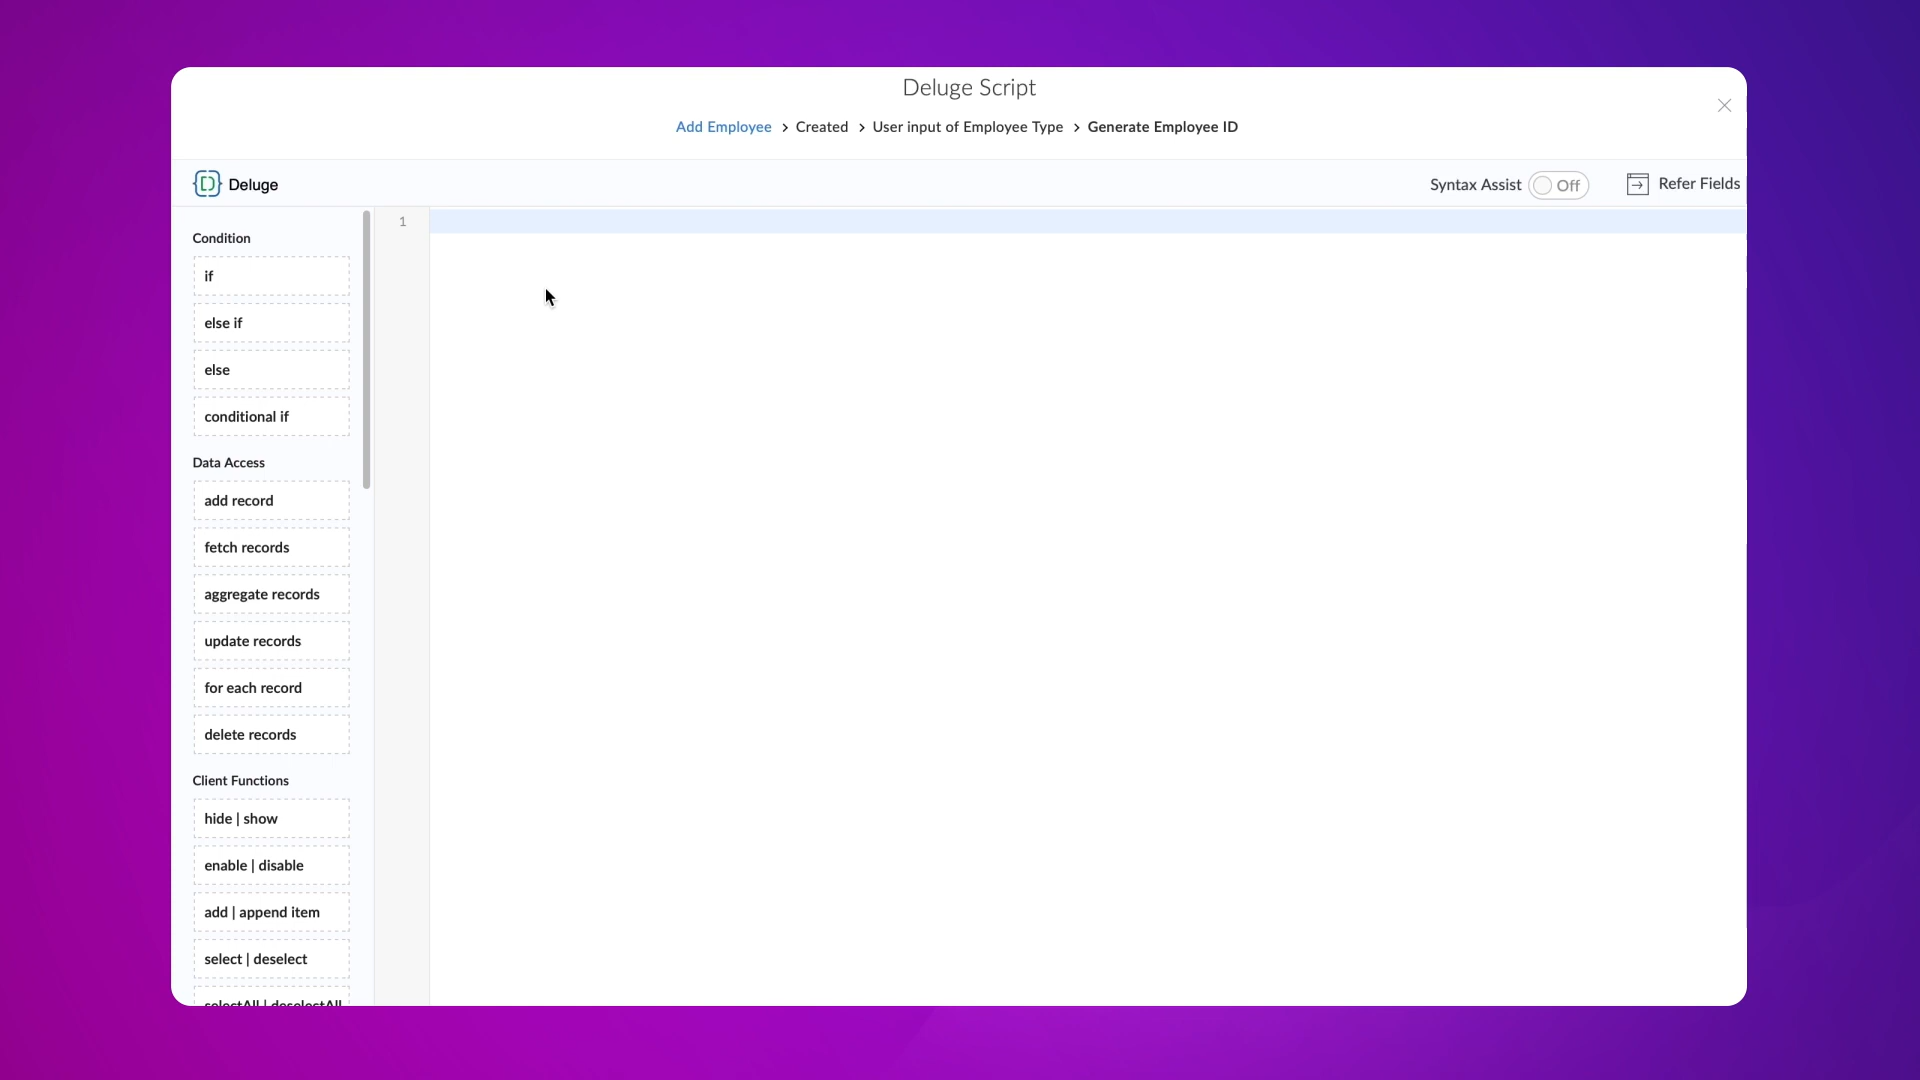 Deluge Script
Add Employee > Created > User input of Employee Type > Generate Employee ID
Deluge
Syntax Assist Off
Refer Fields
1
Condition
if
else if
else
conditional if
Data Access
add record
fetch records
aggregate records
update records
for each record
delete records
Client Functions
hide | show
enable | disable
add | append item
select | deselect
selectAll | deselectAll